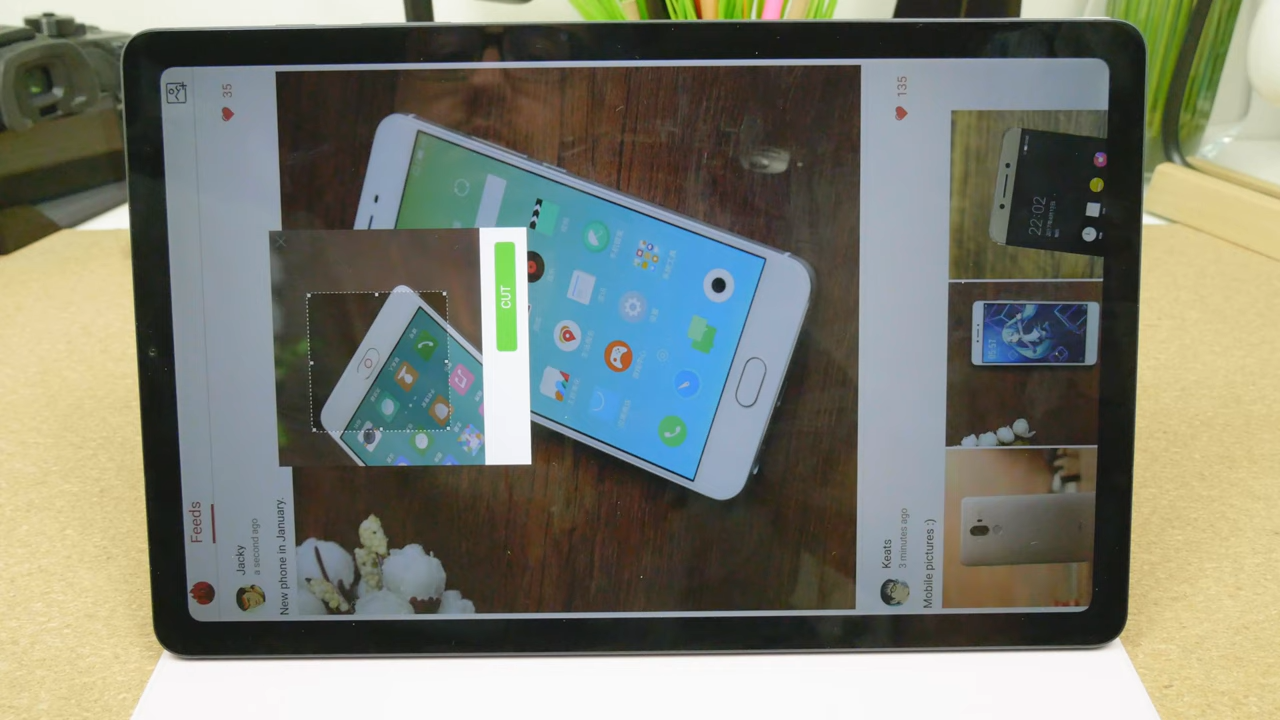 Feeds
Jacky
a second ago
35
New phone in January.
CUT
Keats
3 minutes ago
135
Mobile pictures :)
22:02